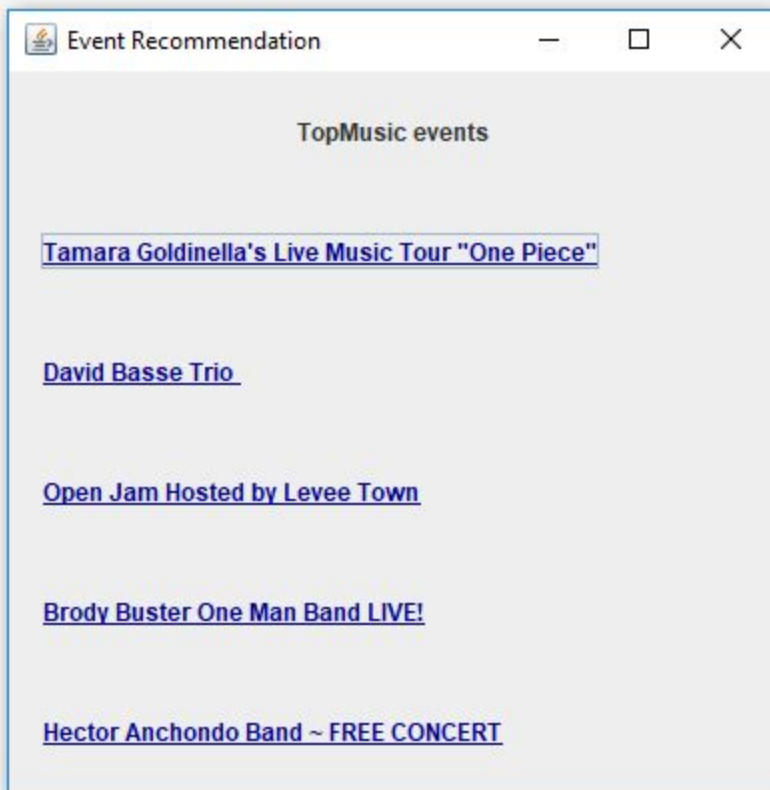 Event Recommendation
TopMusic events
Tamara Goldinella's Live Music Tour "One Piece"
David Basse Trio
Open Jam Hosted by Levee Town
Brody Buster One Man Band LIVE!
Hector Anchondo Band ~ FREE CONCERT